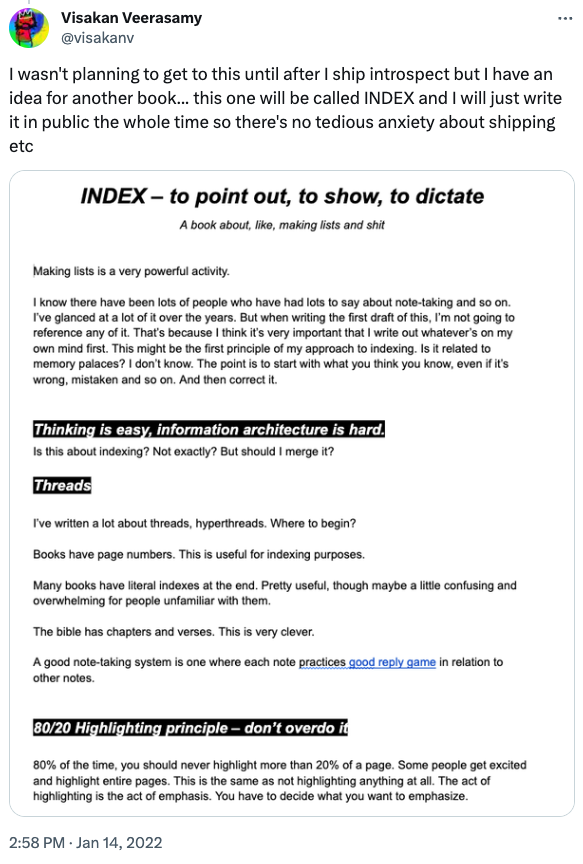 Visakan Veerasamy
@visakanv
I wasn't planning to get to this until after I ship introspect but I have an
idea for another book... this one will be called INDEX and I will just write
it in public the whole time so there's no tedious anxiety about shipping
etc
INDEX – to point out, to show, to dictate
A book about, like, making lists and shit
Making lists is a very powerful activity.
I know there have been lots of people who have had lots to say about note-taking and so on.
I've glanced at a lot of it over the years. But when writing the first draft of this, I'm not going to
reference any of it. That's because I think it's very important that I write out whatever's on my
own mind first. This might be the first principle of my approach to indexing. Is it related to
memory palaces? I don't know. The point is to start with what you think you know, even if it's
wrong, mistaken and so on. And then correct it.
Thinking is easy, information architecture is hard.
Is this about indexing? Not exactly? But should I merge it?
Threads
I've written a lot about threads, hyperthreads. Where to begin?
Books have page numbers. This is useful for indexing purposes.
Many books have literal indexes at the end. Pretty useful, though maybe a little confusing and
overwhelming for people unfamiliar with them.
The bible has chapters and verses. This is very clever.
A good note-taking system is one where each note practices good reply game in relation to
other notes.
80/20 Highlighting principle – don't overdo it
80% of the time, you should never highlight more than 20% of a page. Some people get excited
and highlight entire pages. This is the same as not highlighting anything at all. The act of
highlighting is the act of emphasis. You have to decide what you want to emphasize.
2:58 PM · Jan 14, 2022